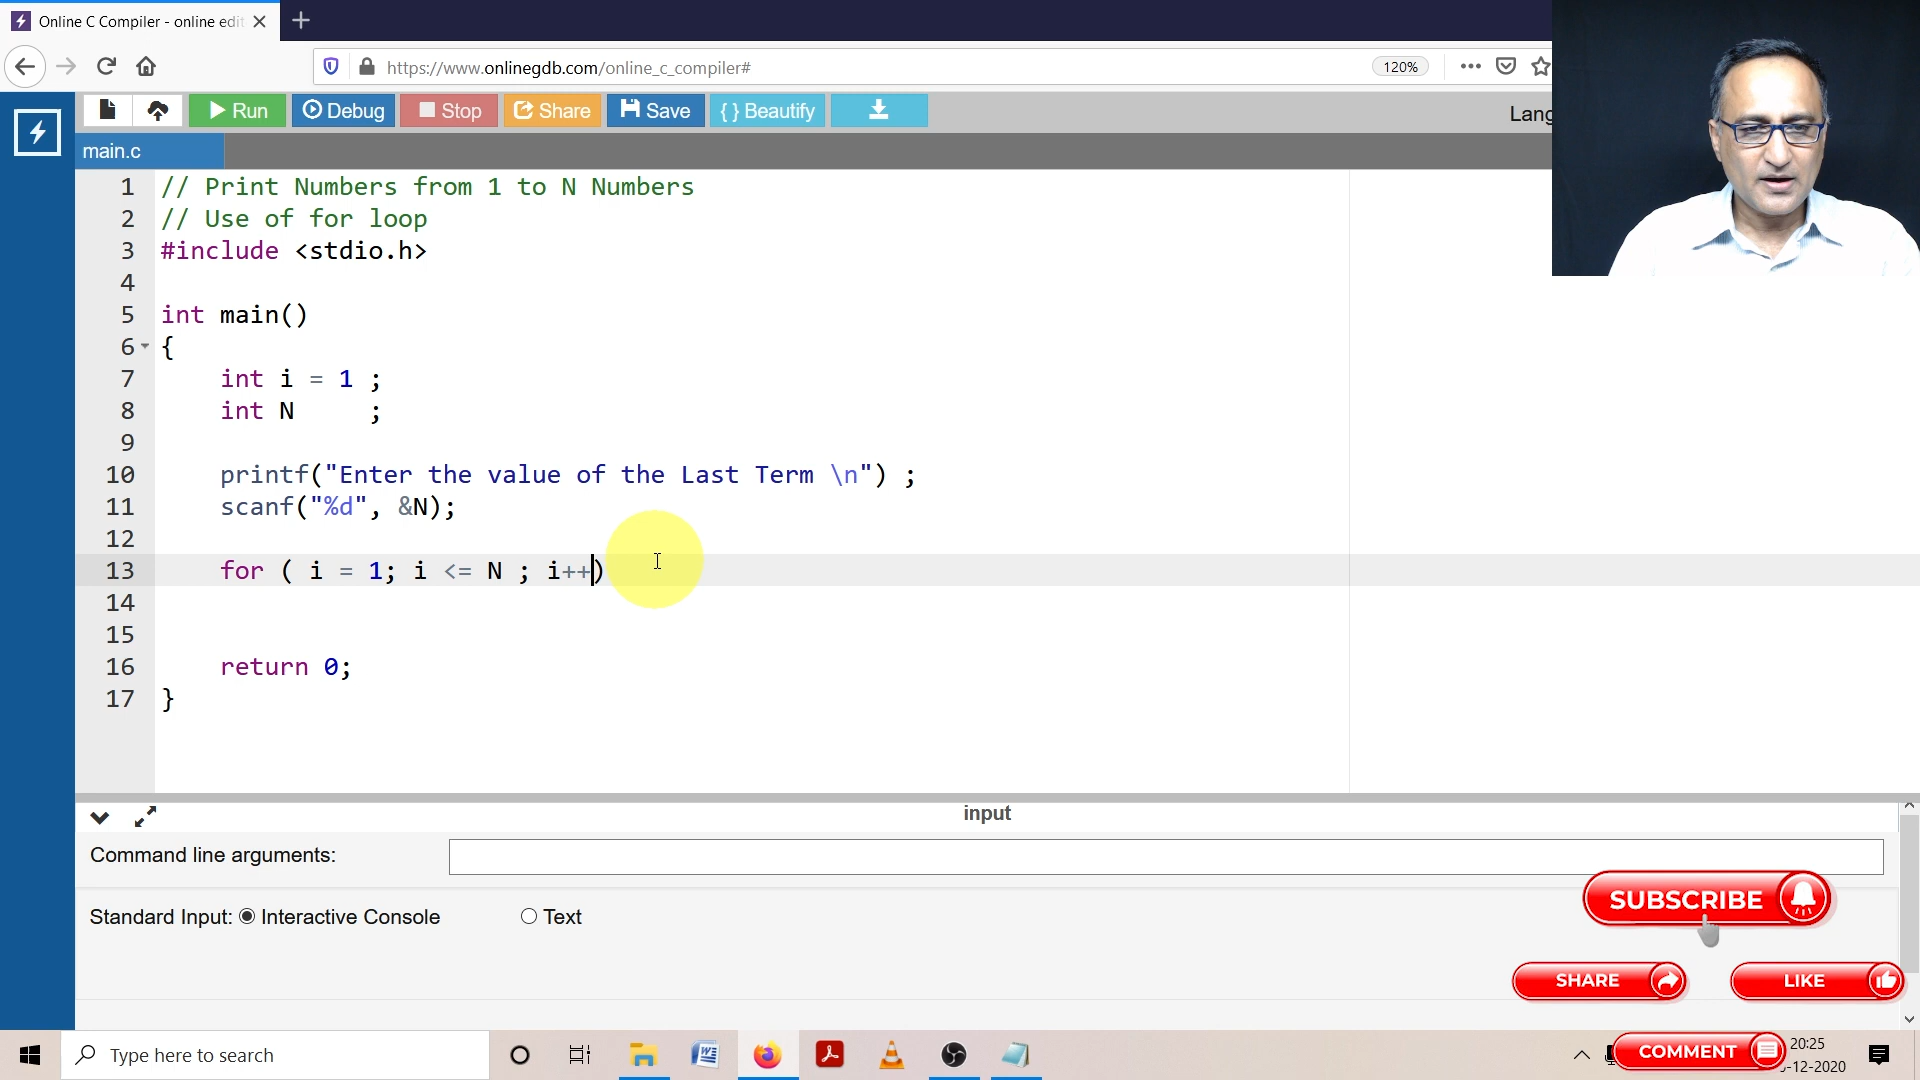 Online C Compiler - online edit
https://www.onlinegdb.com/online_c_compiler#
120%
Run
Debug
Stop
Share
Save
{ } Beautify
Lang
main.c
1 // Print Numbers from 1 to N Numbers
2 // Use of for loop
3 #include <stdio.h>
4
5 int main()
6 {
7 int i = 1 ;
8 int N ;
9
10 printf("Enter the value of the Last Term \n") ;
11 scanf("%d", &N);
12
13 for ( i = 1; i <= N ; i++)
14
15
16 return 0;
17 }
input
Command line arguments:
Standard Input: Interactive Console Text
SUBSCRIBE
SHARE
LIKE
Type here to search
COMMENT
20:25
-12-2020